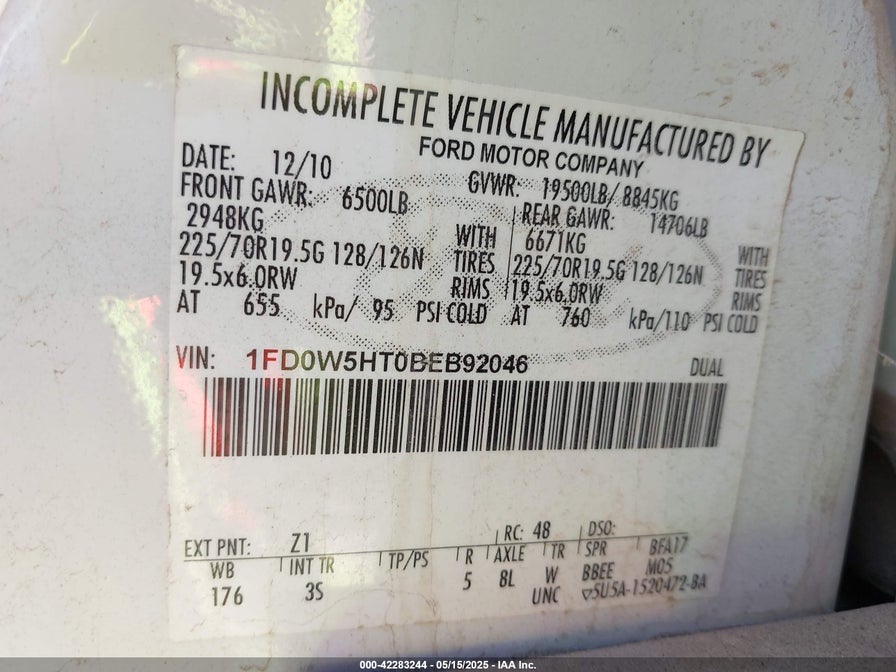 INCOMPLETE VEHICLE MANUFACTURED BY
FORD MOTOR COMPANY
DATE: 12/10 GVWR: 19500LB/ 8845KG
FRONT GAWR: 6500LB REAR GAWR: 14706LB
2948KG WITH 6671KG WITH
225/70R19.5G 128/126N TIRES 225/70R19.5G 128/126N TIRES
19.5x6.0RW RIMS 19.5x6.0RW RIMS
AT 655 kPa/ 95 PSI COLD AT 760 kPa/110 PSI COLD
VIN: 1FD0W5HT0BEB92046 DUAL
EXT PNT: Z1 RC: 48 DSO:
WB INT TR TP/PS R AXLE TR SPR BFA17
176 3S 5 8L W BBEE M05
UNC ▽5U5A-1520472-BA
000-42283244 - 05/15/2025 - IAA Inc.